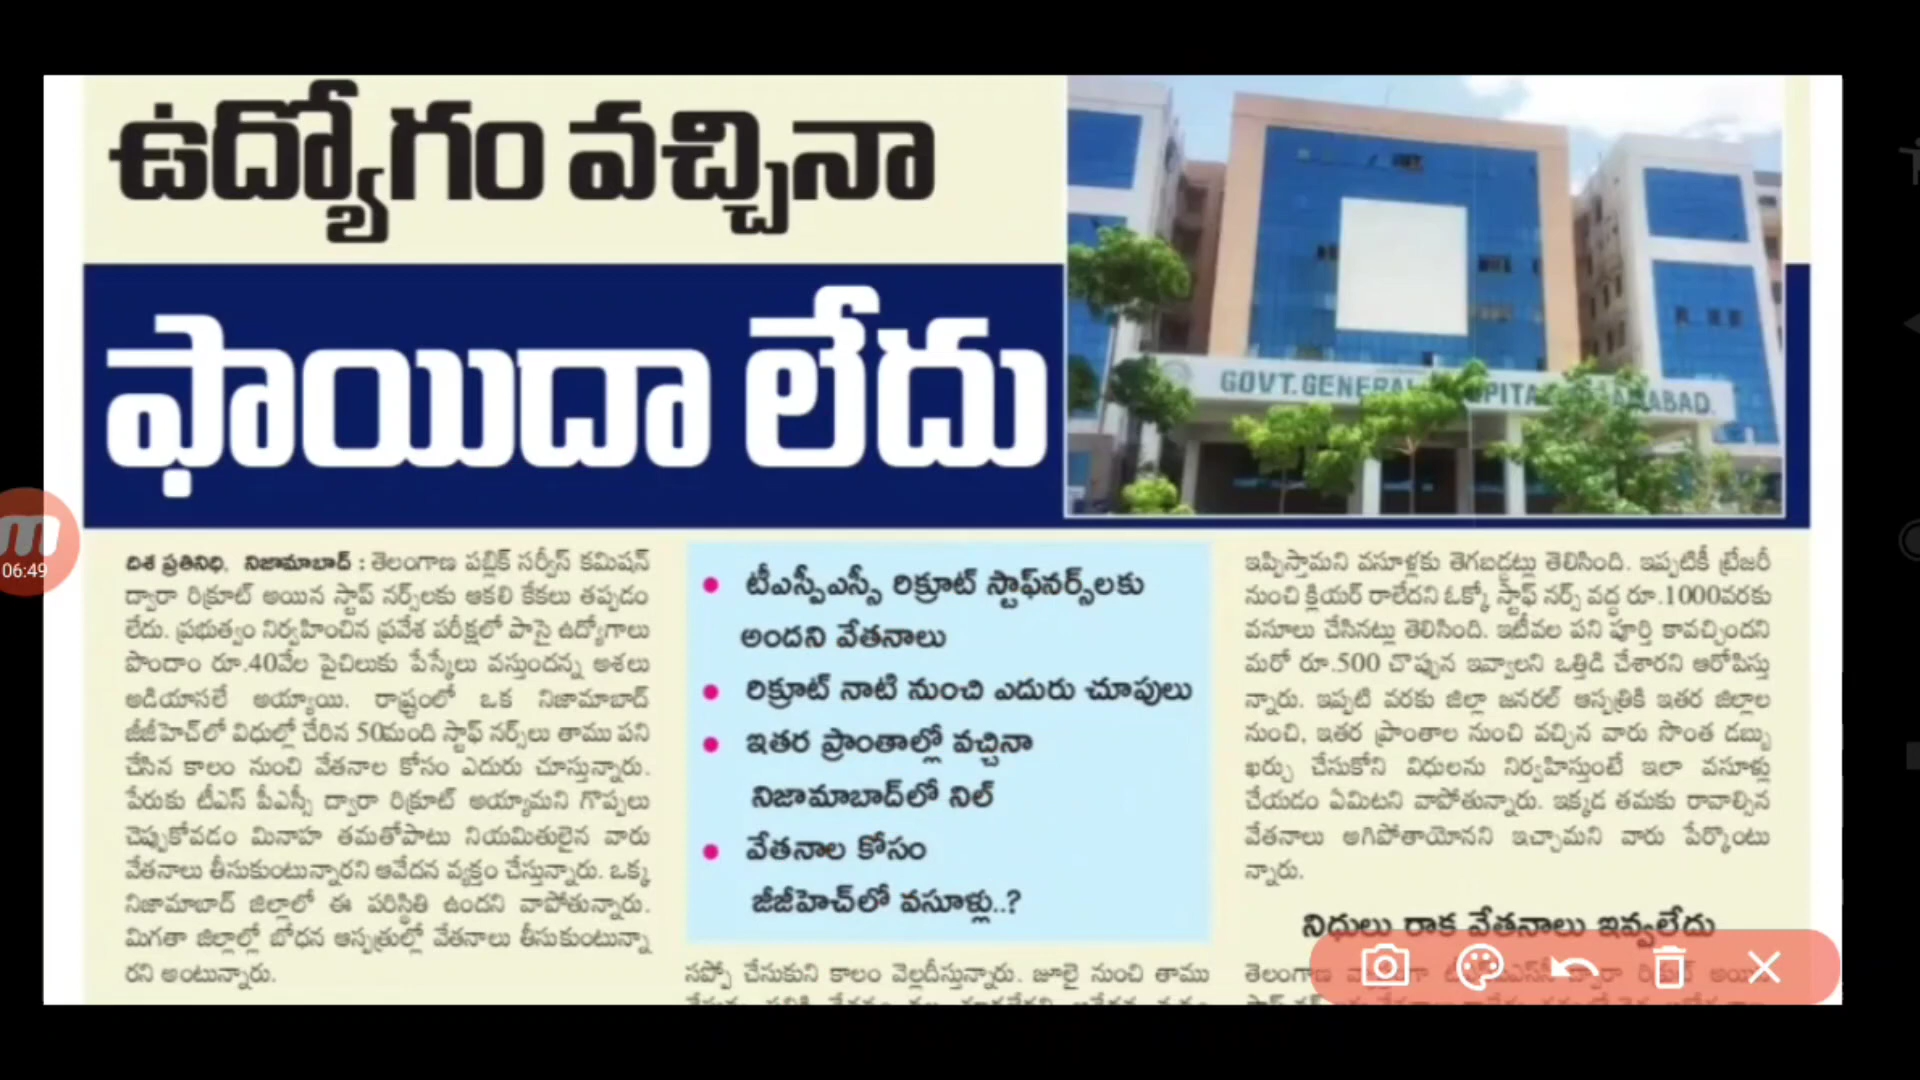 ఉద్యోగం వచ్చినా
ఫాయిదా లేదు
GOVT.GENERAL
06:49
దిశ ప్రతినిధి, నిజామాబాద్ : తెలంగాణ పబ్లిక్ సర్వీస్ కమిషన్
ద్వారా రిక్రూట్ అయిన స్టాప్ నర్స్‌లకు ఆకలి కేకలు తప్పడం
లేదు. ప్రభుత్వం నిర్వహించిన ప్రవేశ పరీక్షలో పాసై ఉద్యోగాలు
పొందాం రూ.40వేల పైచిలుకు పేస్కేలు వస్తుందన్న అశలు
అడియాసలే అయ్యాయి. రాష్ట్రంలో ఒక నిజామాబాద్
జీజీహెచ్‌లో విధుల్లో చేరిన 50మంది స్టాఫ్ నర్స్‌లు తాము పని
చేసిన కాలం నుంచి వేతనాల కోసం ఎదురు చూస్తున్నారు.
పేరుకు టీఎస్ పీఎస్సీ ద్వారా రిక్రూట్ అయ్యామని గొప్పలు
చెప్పుకోవడం మినాహ తమతోపాటు నియమితులైన వారు
వేతనాలు తీసుకుంటున్నారని ఆవేదన వ్యక్తం చేస్తున్నారు. ఒక్క
నిజామాబాద్ జిల్లాలో ఈ పరిస్థితి ఉందని వాపోతున్నారు.
మిగతా జిల్లాల్లో బోధన ఆస్పత్రుల్లో వేతనాలు తీసుకుంటున్నా
రని అంటున్నారు.
• టీఎస్పీఎస్సీ రిక్రూట్ స్టాఫ్‌నర్స్‌లకు
అందని వేతనాలు
• రిక్రూట్ నాటి నుంచి ఎదురు చూపులు
• ఇతర ప్రాంతాల్లో వచ్చినా
నిజామాబాద్‌లో నిల్
• వేతనాల కోసం
జీజీహెచ్‌లో వసూళ్లు..?
సప్పో చేసుకుని కాలం వెల్లదీస్తున్నారు. జూలై నుంచి తాము
ఇప్పిస్తామని వసూళ్లకు తెగబడ్డట్లు తెలిసింది. ఇప్పటికీ ట్రేజరీ
నుంచి క్లియర్ రాలేదని ఓక్కో స్టాఫ్ నర్స్ వద్ద రూ.1000వరకు
వసూలు చేసినట్లు తెలిసింది. ఇటీవల పని పూర్తి కావచ్చిందని
మరో రూ.500 చొప్పున ఇవ్వాలని ఒత్తిడి చేశారని ఆరోపిస్తు
న్నారు. ఇప్పటి వరకు జిల్లా జనరల్ ఆస్పత్రికి ఇతర జిల్లాల
నుంచి, ఇతర ప్రాంతాల నుంచి వచ్చిన వారు సొంత డబ్బు
ఖర్చు చేసుకోని విధులను నిర్వహిస్తుంటే ఇలా వసూళ్లు
చేయడం ఏమిటని వాపోతున్నారు. ఇక్కడ తమకు రావాల్సిన
వేతనాలు అగిపోతాయోనని ఇచ్చామని వారు పేర్కొంటు
న్నారు.
నిధులు రాక వేతనాలు ఇవ్వలేదు